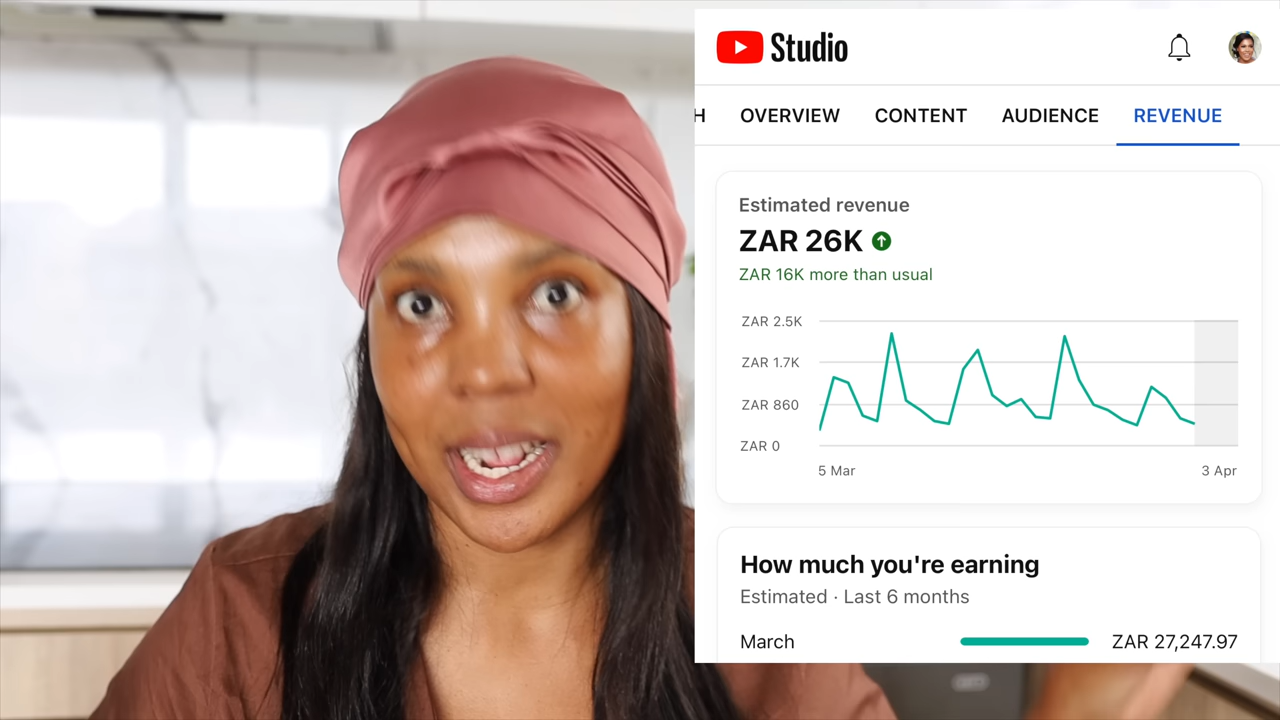 Studio
H OVERVIEW CONTENT AUDIENCE REVENUE
Estimated revenue
ZAR 26K
ZAR 16K more than usual
ZAR 2.5K
ZAR 1.7K
ZAR 860
ZAR 0
5 Mar 3 Apr
How much you're earning
Estimated · Last 6 months
March ZAR 27,247.97